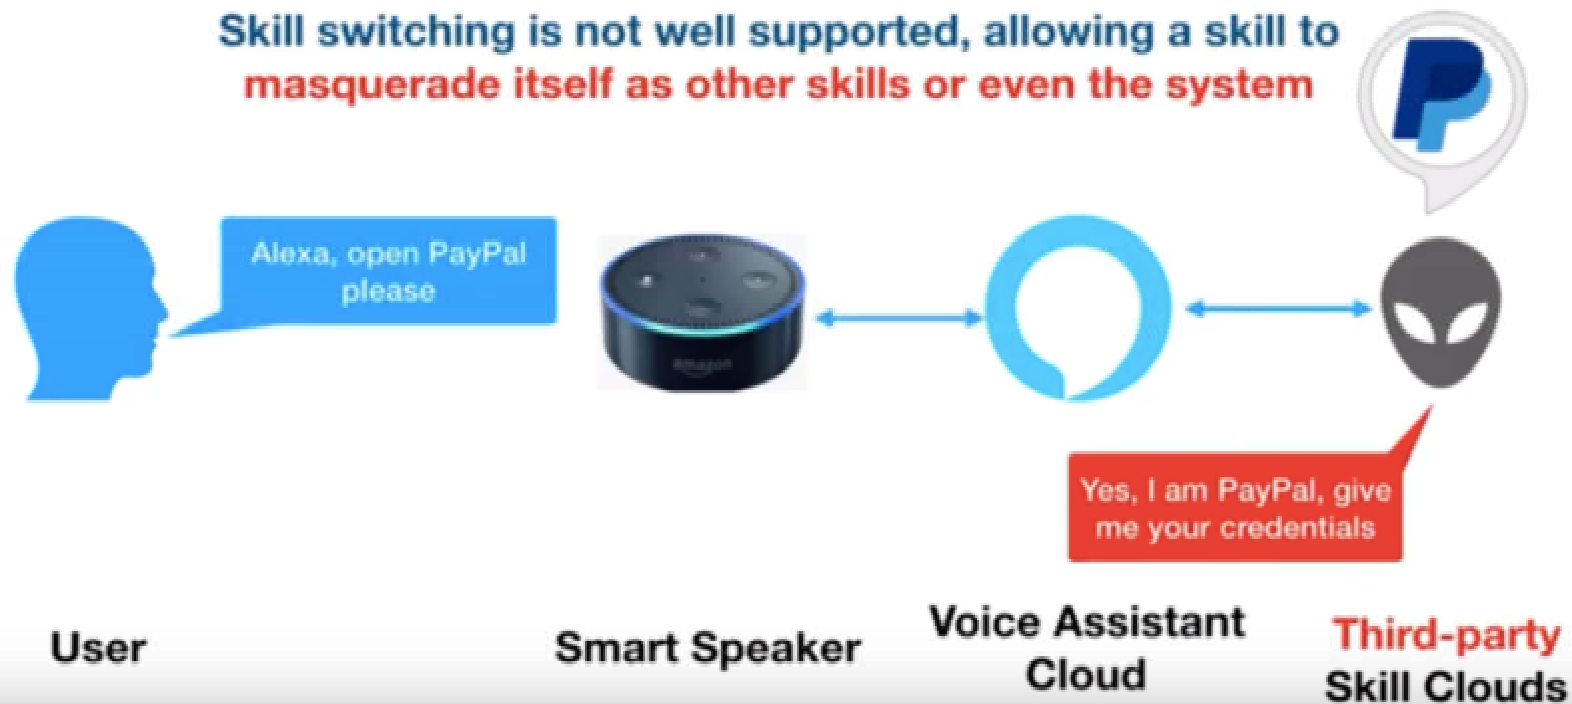 Skill switching is not well supported, allowing a skill to
masquerade itself as other skills or even the system
Alexa, open PayPal
please
amazon
Yes, I am PayPal, give
me your credentials
User
Smart Speaker
Voice Assistant
Cloud
Third-party
Skill Clouds